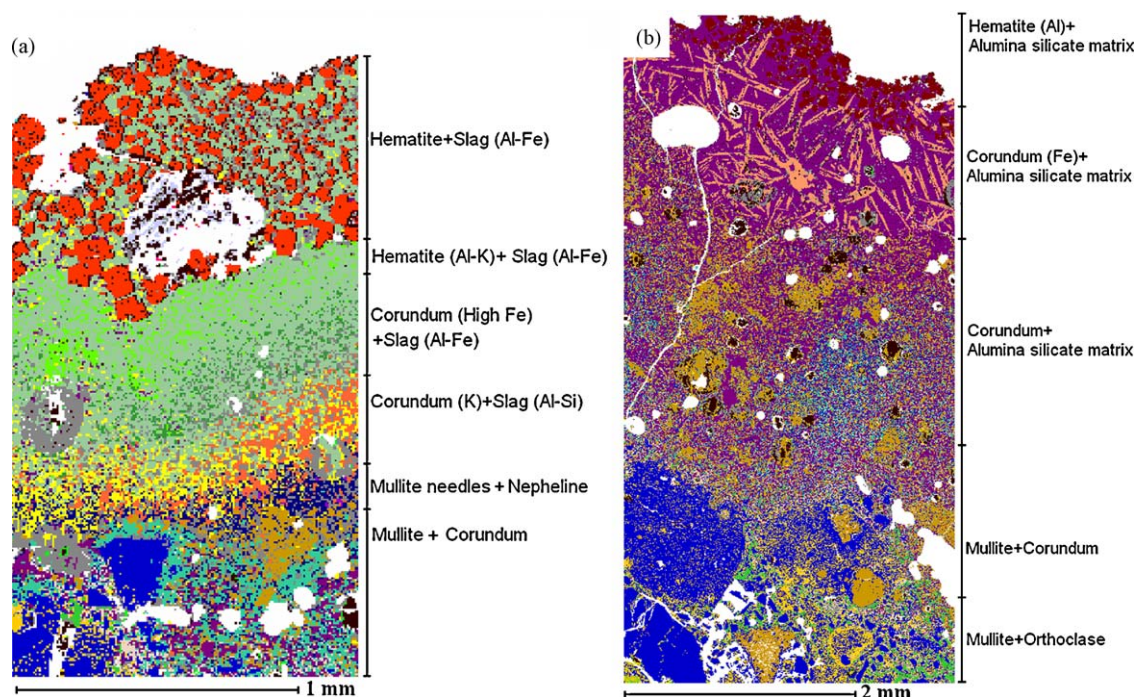 (a)
Hematite+Slag (Al-Fe)
Hematite (Al-K)+ Slag (Al-Fe)
Corundum (High Fe)
+Slag (Al-Fe)
Corundum (K)+Slag (Al-Si)
Mullite needles + Nepheline
Mullite + Corundum
1 mm
(b)
Hematite (Al)+
Alumina silicate matrix
Corundum (Fe)+
Alumina silicate matrix
Corundum+
Alumina silicate matrix
Mullite+Corundum
Mullite+Orthoclase
2 mm